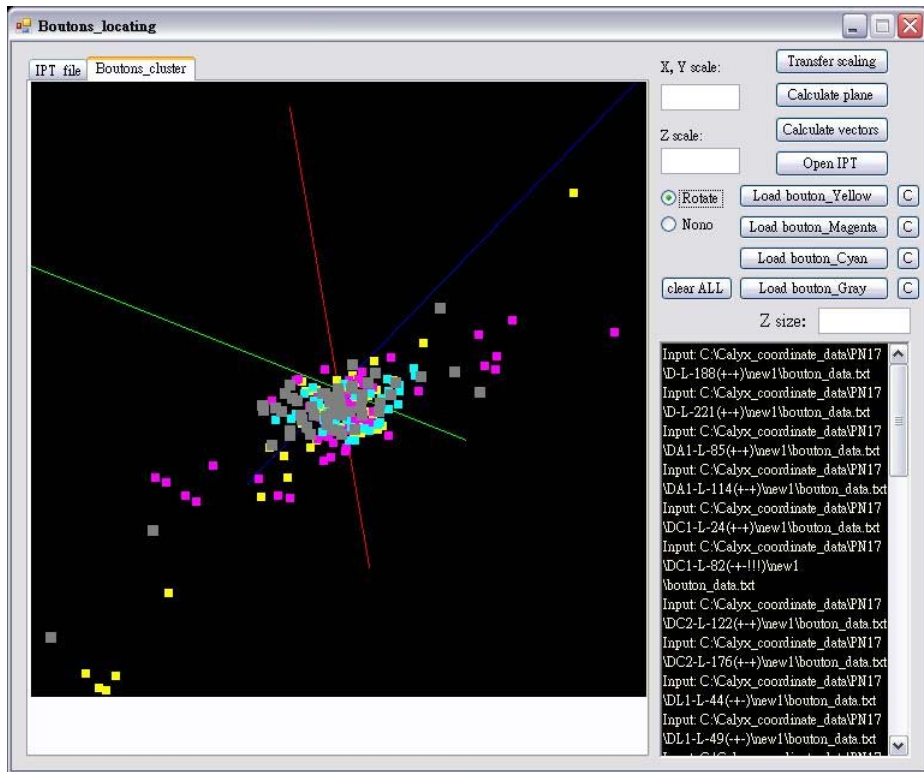 Boutons_locating
IPT_file
Boutons_cluster
X, Y scale:
Transfer scaling
Calculate plane
Z scale:
Calculate vectors
Open IPT
Rotate
Load bouton_Yellow
C
Nono
Load bouton_Magenta
C
Load bouton_Cyan
C
clear ALL
Load bouton_Gray
C
Z size:
Input: C:\Calyx_coordinate_data\PN17
\D-L-188(+-+)\new1\bouton_data.txt
Input: C:\Calyx_coordinate_data\PN17
\D-L-221(+-+)\new1\bouton_data.txt
Input: C:\Calyx_coordinate_data\PN17
\DA1-L-85(+-+)\new1\bouton_data.txt
Input: C:\Calyx_coordinate_data\PN17
\DA1-L-114(+-+)\new1\bouton_data.txt
Input: C:\Calyx_coordinate_data\PN17
\DC1-L-24(+-+)\new1\bouton_data.txt
Input: C:\Calyx_coordinate_data\PN17
\DC1-L-82(-+-!!!)\new1
\bouton_data.txt
Input: C:\Calyx_coordinate_data\PN17
\DC2-L-122(+-+)\new1\bouton_data.txt
Input: C:\Calyx_coordinate_data\PN17
\DC2-L-176(+-+)\new1\bouton_data.txt
Input: C:\Calyx_coordinate_data\PN17
\DL1-L-44(+-+)\new1\bouton_data.txt
Input: C:\Calyx_coordinate_data\PN17
\DL1-L-49(+-+)\new1\bouton_data.txt